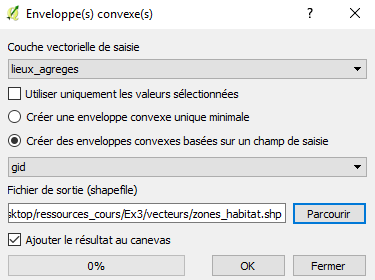 Enveloppe(s) convexe(s)
?
Couche vectorielle de saisie
lieux_agreges
Utiliser uniquement les valeurs sélectionnées
Créer une enveloppe convexe unique minimale
Créer des enveloppes convexes basées sur un champ de saisie
gid
Fichier de sortie (shapefile)
sktop/ressources_cours/Ex3/vecteurs/zones_habitat.shp Parcourir
Ajouter le résultat au canevas
0% OK Fermer